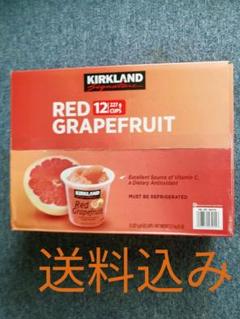 KIRKLAND
Signature
RED 12 227 g CUPS
GRAPEFRUIT
Excellent Source of Vitamin C,
a Dietary Antioxidant
MUST BE REFRIGERATED
KIRKLAND
Red
Grapefruit
送料込み